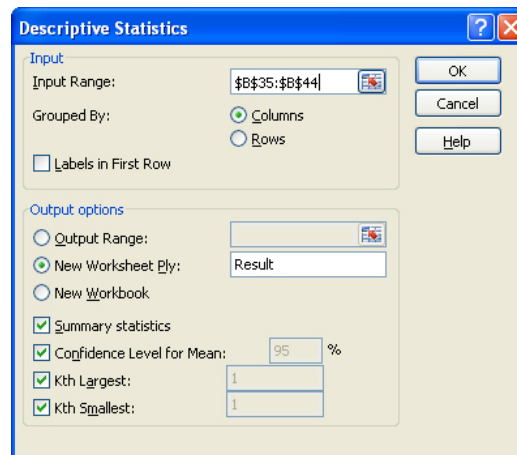 Descriptive Statistics
Input
Input Range: $B$35:$B$44
Grouped By: Columns
Rows
Labels in First Row
OK
Cancel
Help
Output options
Output Range:
New Worksheet Ply: Result
New Workbook
Summary statistics
Confidence Level for Mean: 95 %
Kth Largest: 1
Kth Smallest: 1